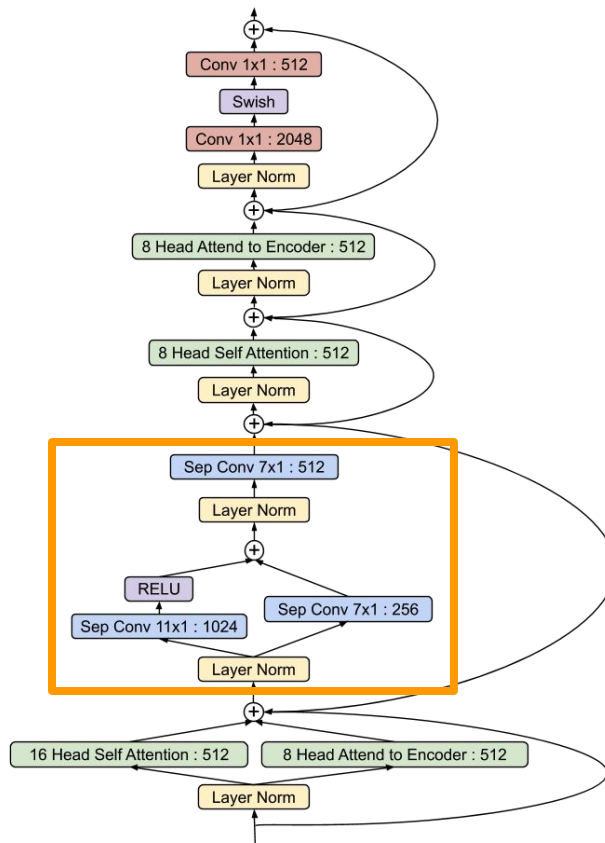 Conv 1x1 : 512
Swish
Conv 1x1 : 2048
Layer Norm
8 Head Attend to Encoder : 512
Layer Norm
8 Head Self Attention : 512
Layer Norm
Sep Conv 7x1 : 512
Layer Norm
RELU
Sep Conv 7x1 : 256
Sep Conv 11x1 : 1024
Layer Norm
16 Head Self Attention : 512
8 Head Attend to Encoder : 512
Layer Norm